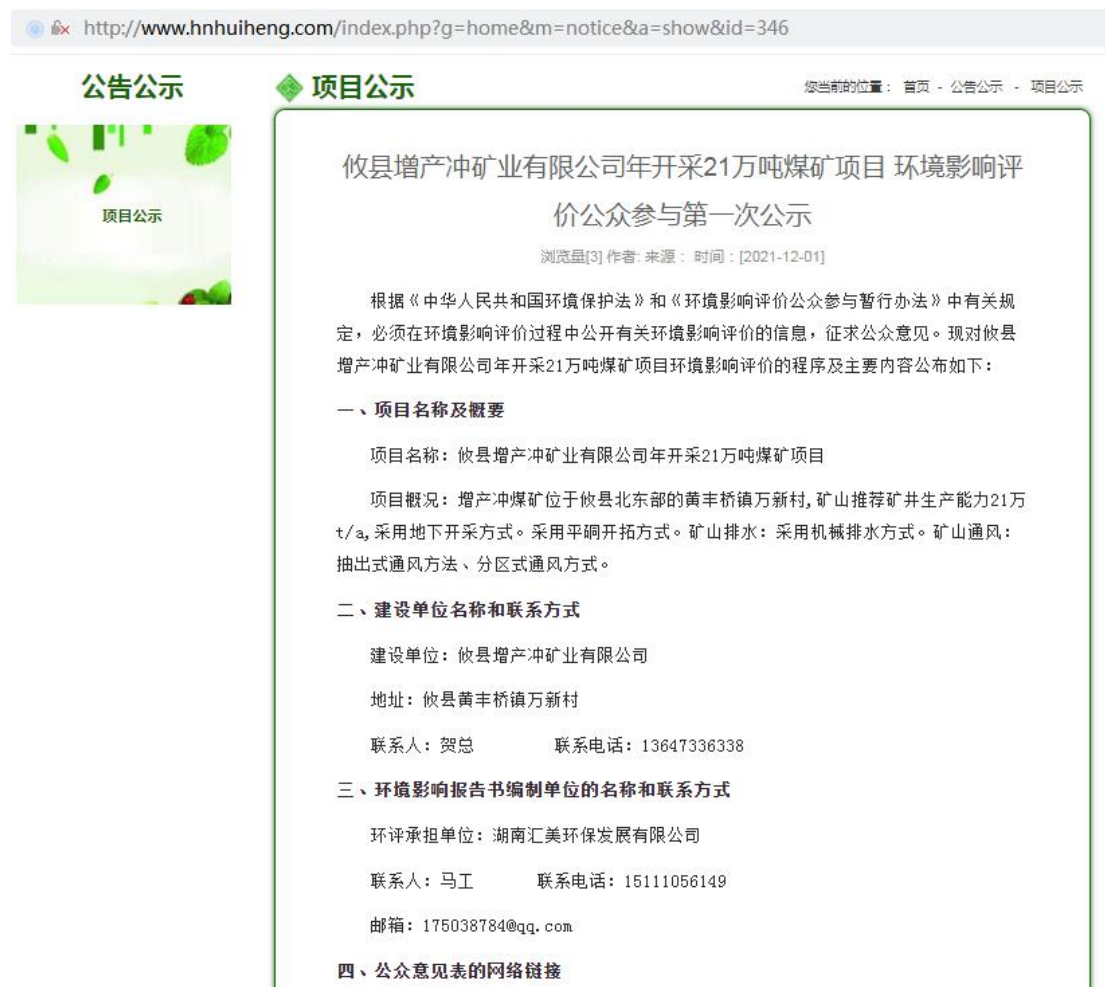 http://www.hnhuiheng.com/index.php?g=home&m=notice&a=show&id=346
公告公示
项目公示
项目公示
您当前的位置： 首页 - 公告公示 - 项目公示
攸县增产冲矿业有限公司年开采21万吨煤矿项目 环境影响评
价公众参与第一次公示
浏览量[3] 作者: 来源： 时间：[2021-12-01]
根据《中华人民共和国环境保护法》和《环境影响评价公众参与暂行办法》中有关规
定，必须在环境影响评价过程中公开有关环境影响评价的信息，征求公众意见。现对攸县
增产冲矿业有限公司年开采21万吨煤矿项目环境影响评价的程序及主要内容公布如下：
一、项目名称及概要
项目名称：攸县增产冲矿业有限公司年开采21万吨煤矿项目
项目概况：增产冲煤矿位于攸县北东部的黄丰桥镇万新村,矿山推荐矿井生产能力21万
t/a,采用地下开采方式。采用平硐开拓方式。矿山排水：采用机械排水方式。矿山通风：
抽出式通风方法、分区式通风方式。
二、建设单位名称和联系方式
建设单位：攸县增产冲矿业有限公司
地址：攸县黄丰桥镇万新村
联系人：贺总 联系电话：13647336338
三、环境影响报告书编制单位的名称和联系方式
环评承担单位：湖南汇美环保发展有限公司
联系人：马工 联系电话：15111056149
邮箱：175038784@qq.com
四、公众意见表的网络链接